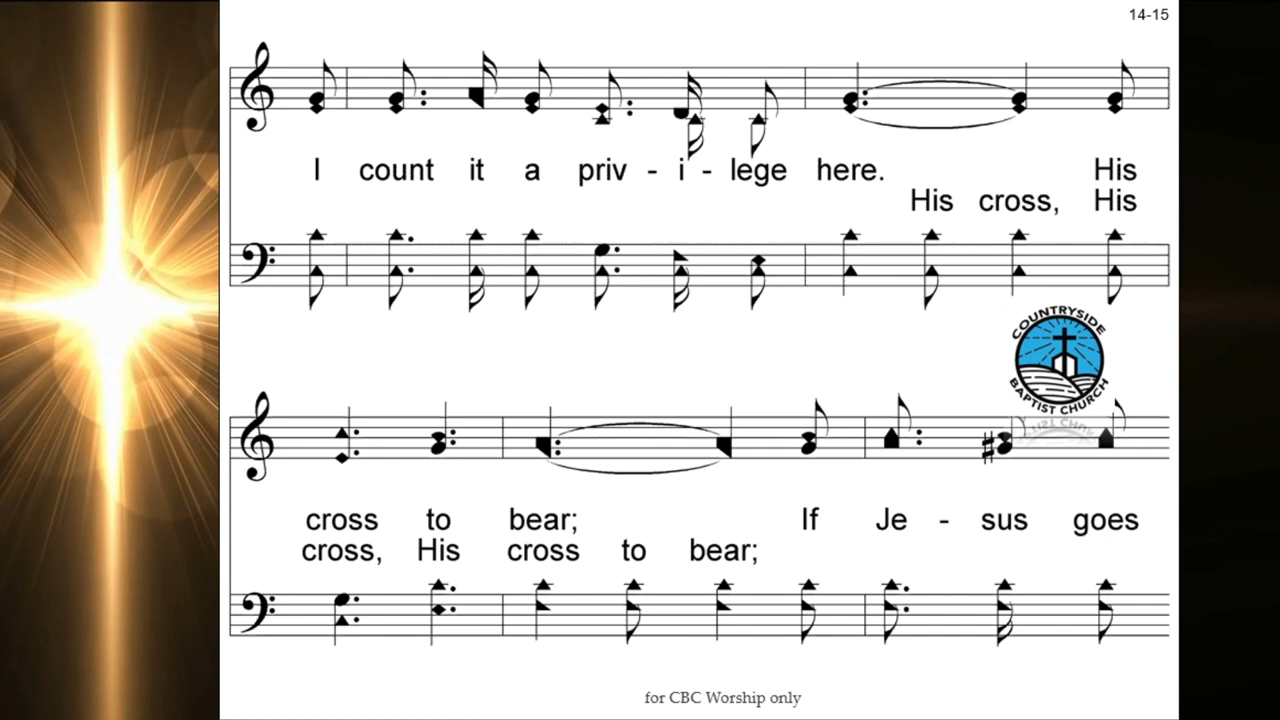 14-15
I count it a priv - i - lege here. His
His cross, His
COUNTRYSIDE
BAPTIST CHURCH
cross to bear; If Je - sus goes
cross, His cross to bear;
for CBC Worship only